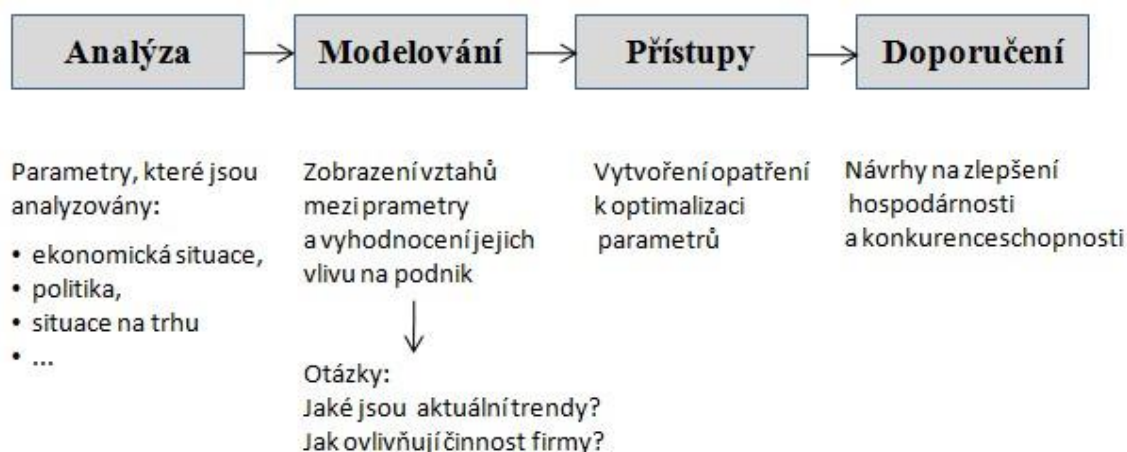 Analýza
Modelování
Přístupy
Doporučení
Parametry, které jsou
analyzovány:
• ekonomická situace,
• politika,
• situace na trhu
• ...
Zobrazení vztahů
mezi prametry
a vyhodnocení jejich
vlivu na podnik
Otázky:
Jaké jsou aktuální trendy?
Jak ovlivňují činnost firmy?
Vytvoření opatření
k optimalizaci
parametrů
Návrhy na zlepšení
hospodárnosti
a konkurenceschopnosti